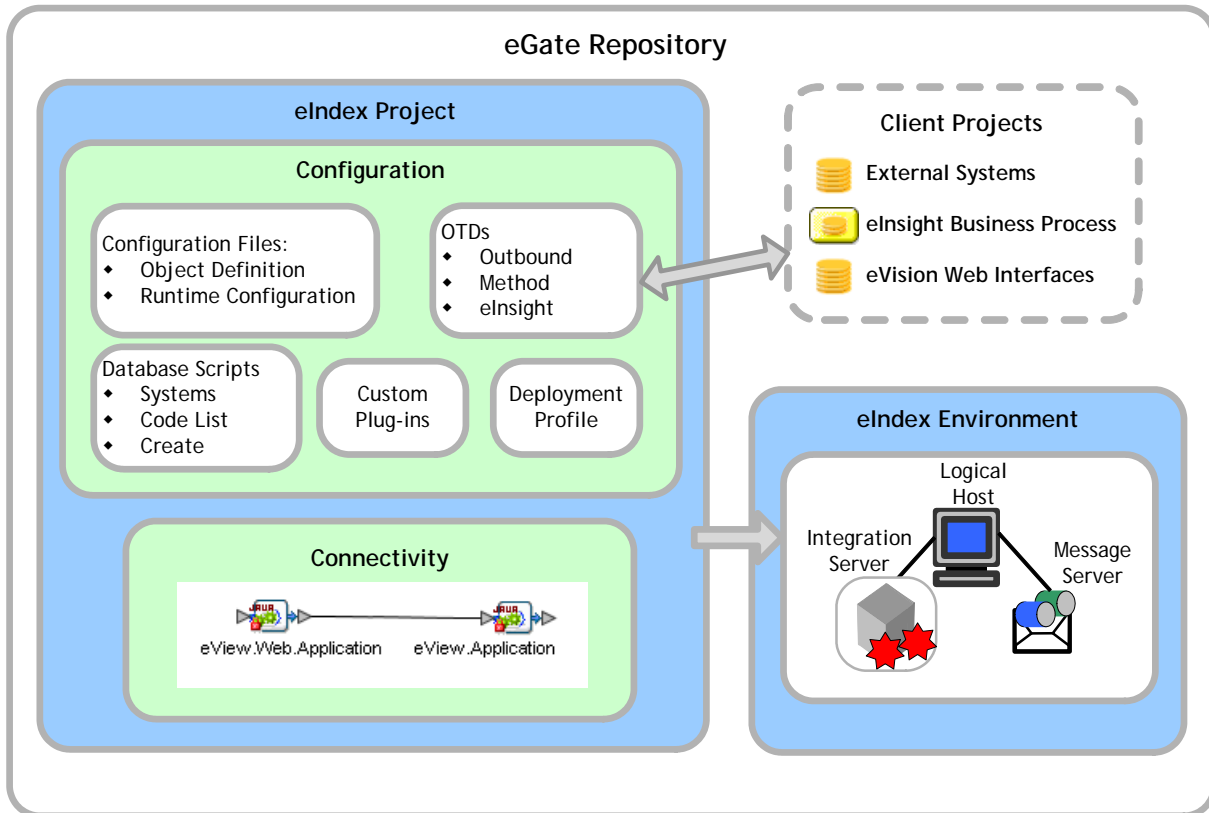 eGate Repository
eIndex Project
Configuration
Configuration Files:
◆ Object Definition
◆ Runtime Configuration
OTDs
◆ Outbound
◆ Method
◆ eInsight
Database Scripts
◆ Systems
◆ Code List
◆ Create
Custom
Plug-ins
Deployment
Profile
Connectivity
JAVA
JAVA
eView.Web.Application
eView.Application
Client Projects
External Systems
eInsight Business Process
eVision Web Interfaces
eIndex Environment
Logical
Host
Integration
Server
Message
Server